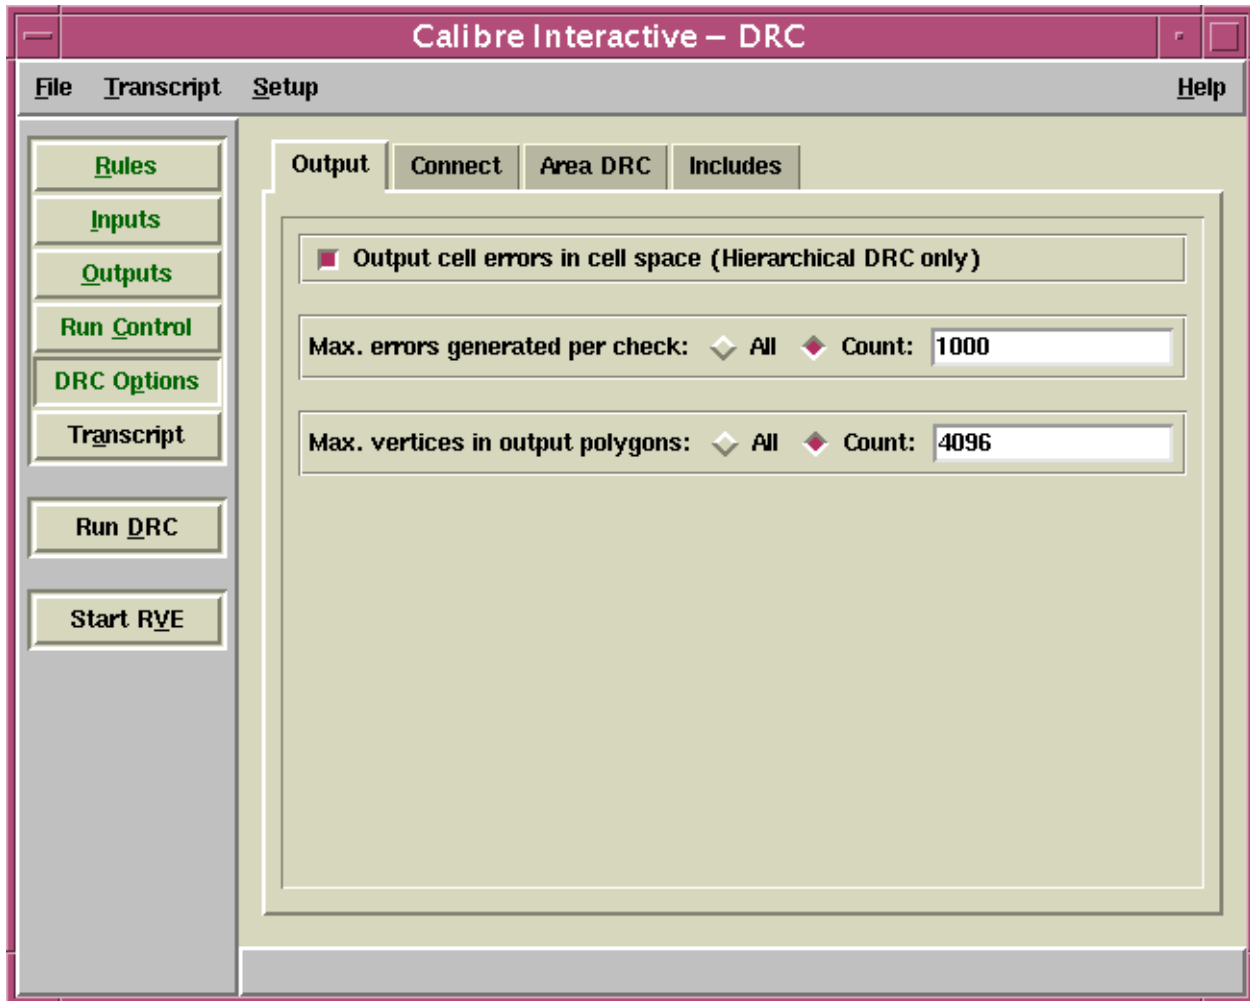 Calibre Interactive – DRC
File Transcript Setup Help
Rules
Inputs
Outputs
Run Control
DRC Options
Transcript
Run DRC
Start RVE
Output Connect Area DRC Includes
Output cell errors in cell space (Hierarchical DRC only)
Max. errors generated per check: All Count: 1000
Max. vertices in output polygons: All Count: 4096